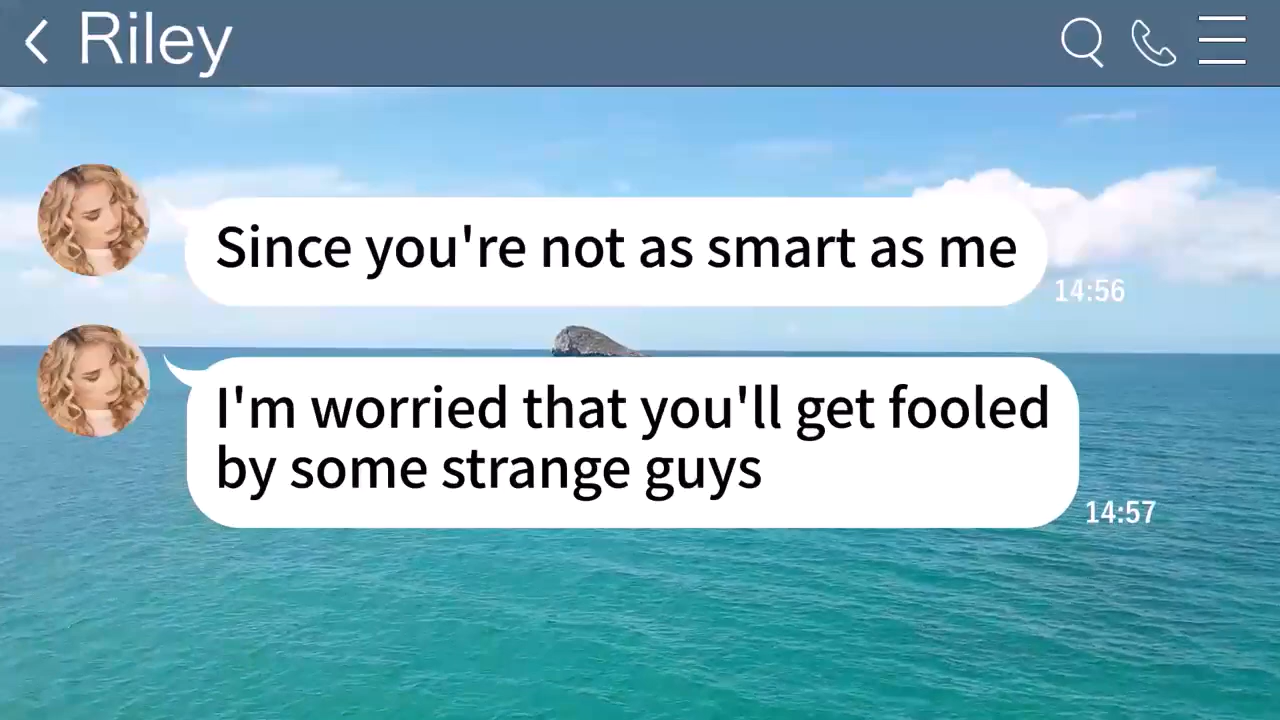 Riley
Since you're not as smart as me
14:56
I'm worried that you'll get fooled
by some strange guys
14:57